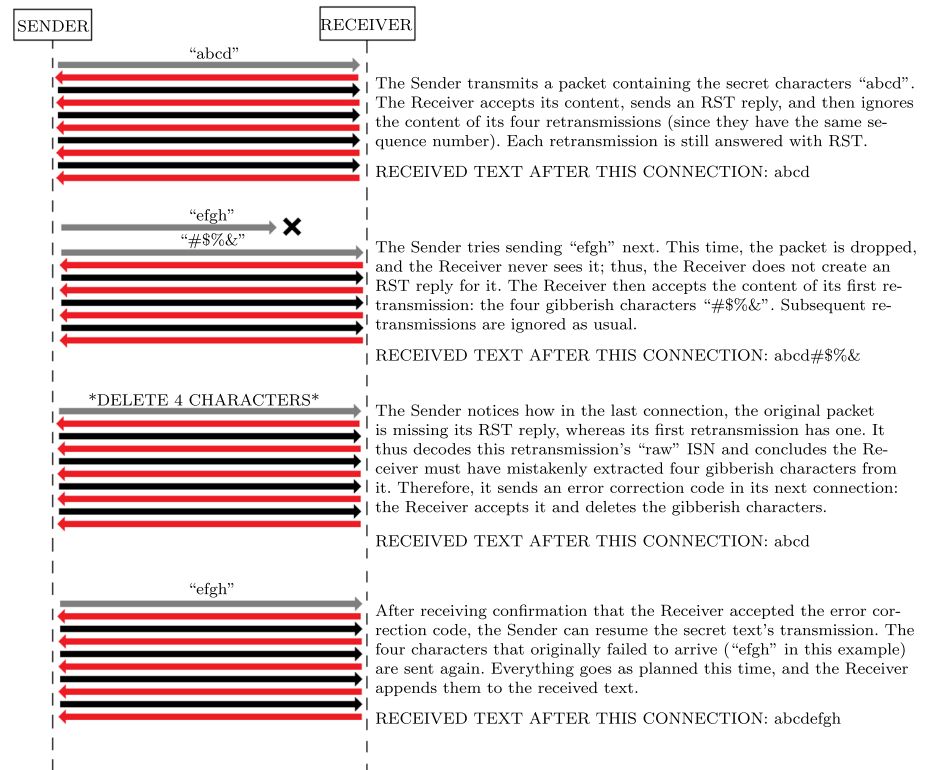 SENDER
RECEIVER
“abcd”
The Sender transmits a packet containing the secret characters “abcd”.
The Receiver accepts its content, sends an RST reply, and then ignores
the content of its four retransmissions (since they have the same se-
quence number). Each retransmission is still answered with RST.
RECEIVED TEXT AFTER THIS CONNECTION: abcd
“efgh”
“#$%&”
The Sender tries sending “efgh” next. This time, the packet is dropped,
and the Receiver never sees it; thus, the Receiver does not create an
RST reply for it. The Receiver then accepts the content of its first re-
transmission: the four gibberish characters “#$%&”. Subsequent re-
transmissions are ignored as usual.
RECEIVED TEXT AFTER THIS CONNECTION: abcd#$%&
*DELETE 4 CHARACTERS*
The Sender notices how in the last connection, the original packet
is missing its RST reply, whereas its first retransmission has one. It
thus decodes this retransmission’s “raw” ISN and concludes the Re-
ceiver must have mistakenly extracted four gibberish characters from
it. Therefore, it sends an error correction code in its next connection:
the Receiver accepts it and deletes the gibberish characters.
RECEIVED TEXT AFTER THIS CONNECTION: abcd
“efgh”
After receiving confirmation that the Receiver accepted the error cor-
rection code, the Sender can resume the secret text’s transmission. The
four characters that originally failed to arrive (“efgh” in this example)
are sent again. Everything goes as planned this time, and the Receiver
appends them to the received text.
RECEIVED TEXT AFTER THIS CONNECTION: abcdefgh